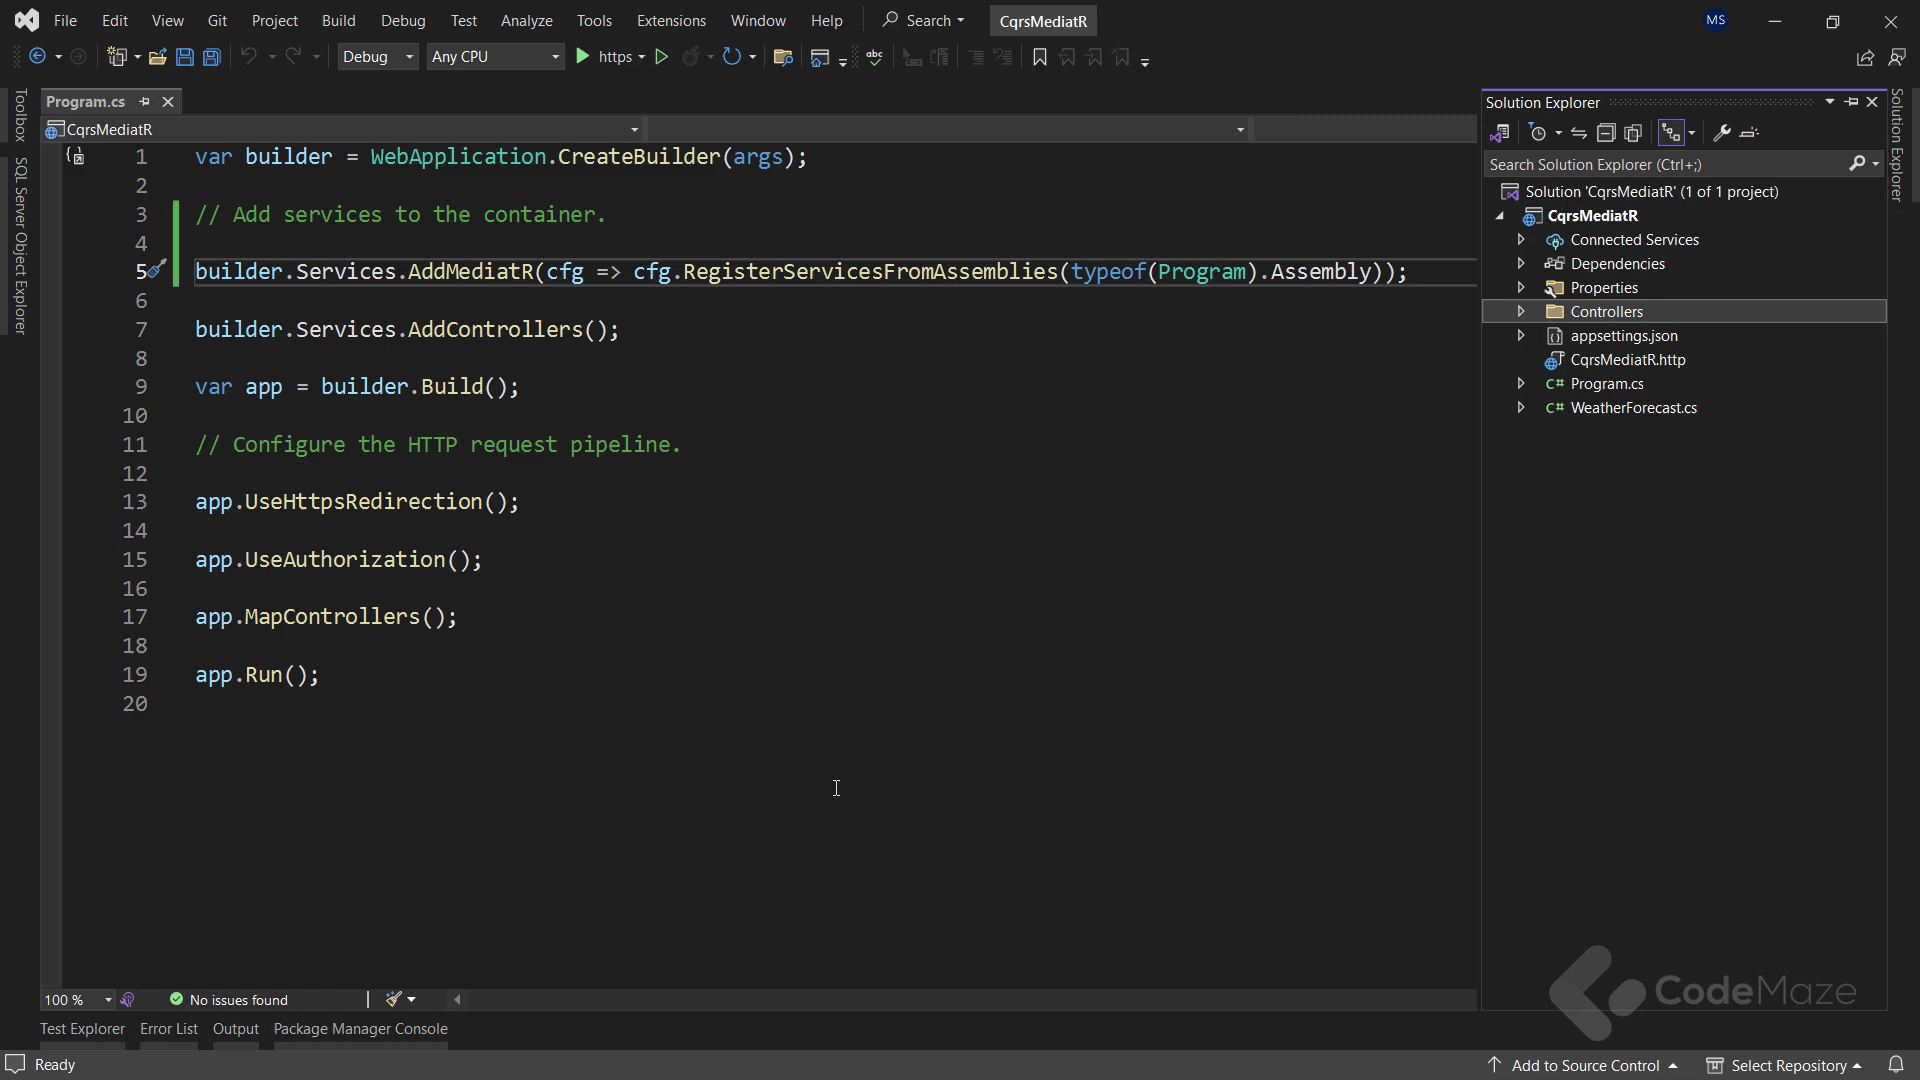 File Edit View Git Project Build Debug Test Analyze Tools Extensions Window Help Search CqrsMediatR MS
Debug Any CPU https abc
Toolbox
SQL Server Object Explorer
Program.cs
CqrsMediatR
1 var builder = WebApplication.CreateBuilder(args);
2
3 // Add services to the container.
4
5 builder.Services.AddMediatR(cfg => cfg.RegisterServicesFromAssemblies(typeof(Program).Assembly));
6
7 builder.Services.AddControllers();
8
9 var app = builder.Build();
10
11 // Configure the HTTP request pipeline.
12
13 app.UseHttpsRedirection();
14
15 app.UseAuthorization();
16
17 app.MapControllers();
18
19 app.Run();
20
100 % No issues found
Test Explorer Error List Output Package Manager Console
Solution Explorer
Search Solution Explorer (Ctrl+;)
Solution 'CqrsMediatR' (1 of 1 project)
CqrsMediatR
Connected Services
Dependencies
Properties
Controllers
appsettings.json
CqrsMediatR.http
C# Program.cs
C# WeatherForecast.cs
Solution Explorer
CodeMaze
Ready Add to Source Control Select Repository